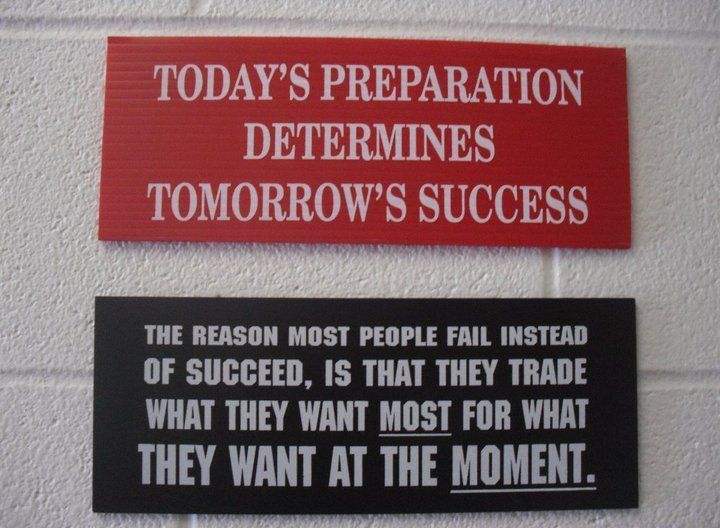 TODAY'S PREPARATION
DETERMINES
TOMORROW'S SUCCESS
THE REASON MOST PEOPLE FAIL INSTEAD
OF SUCCEED, IS THAT THEY TRADE
WHAT THEY WANT MOST FOR WHAT
THEY WANT AT THE MOMENT.